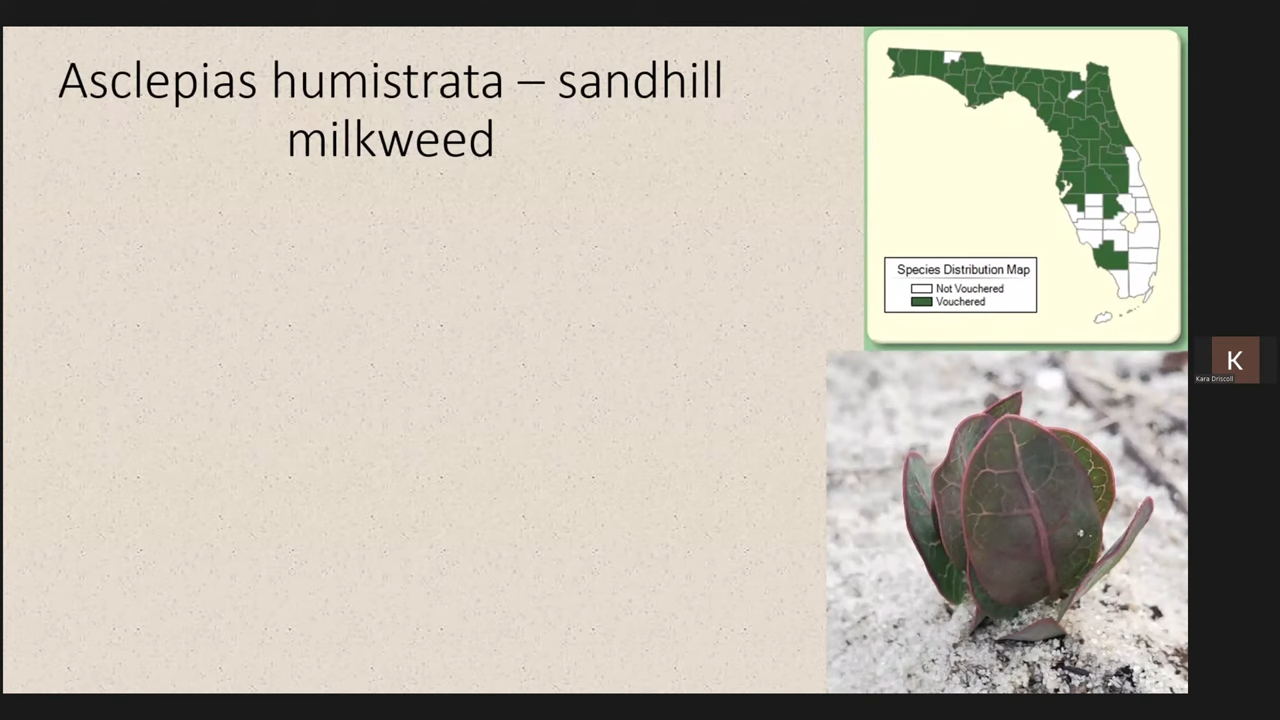 Asclepias humistrata – sandhill
milkweed
Species Distribution Map
Not Vouchered
Vouchered
K
Kara Driscoll